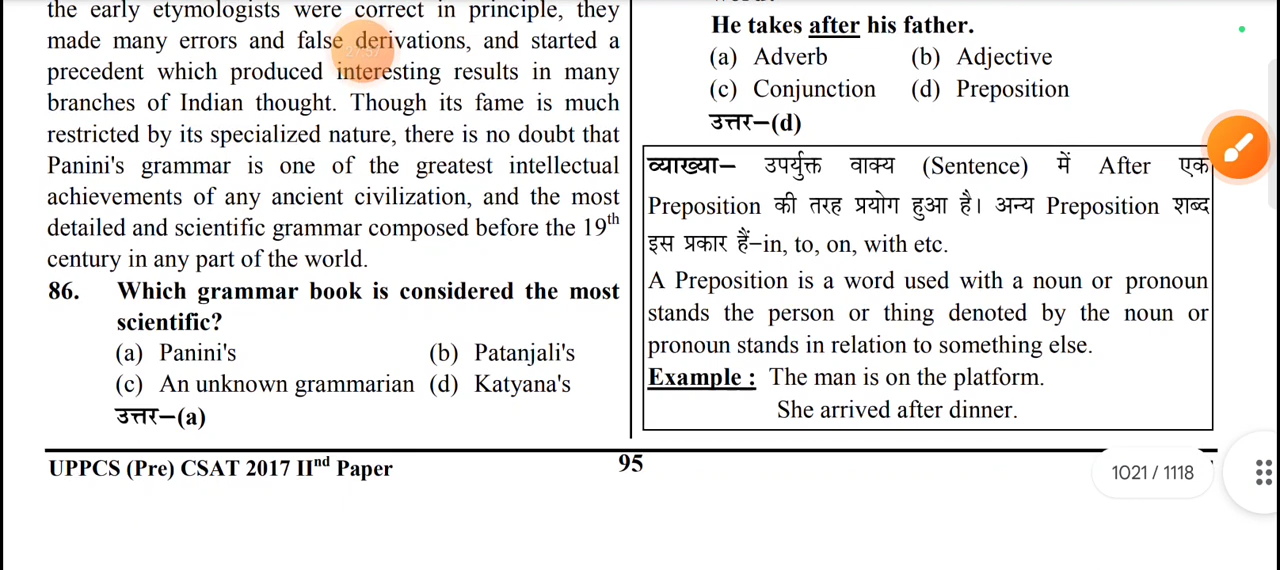 the early etymologists were correct in principle, they
made many errors and false derivations, and started a
precedent which produced interesting results in many
branches of Indian thought. Though its fame is much
restricted by its specialized nature, there is no doubt that
Panini's grammar is one of the greatest intellectual
achievements of any ancient civilization, and the most
detailed and scientific grammar composed before the 19th
century in any part of the world.
86. Which grammar book is considered the most
scientific?
(a) Panini's (b) Patanjali's
(c) An unknown grammarian (d) Katyana's
उत्तर–(a)
He takes after his father.
(a) Adverb (b) Adjective
(c) Conjunction (d) Preposition
उत्तर–(d)
व्याख्या– उपर्युक्त वाक्य (Sentence) में After एक
Preposition की तरह प्रयोग हुआ है। अन्य Preposition शब्द
इस प्रकार हैं–in, to, on, with etc.
A Preposition is a word used with a noun or pronoun
stands the person or thing denoted by the noun or
pronoun stands in relation to something else.
Example : The man is on the platform.
She arrived after dinner.
UPPCS (Pre) CSAT 2017 IInd Paper
95
1021 / 1118